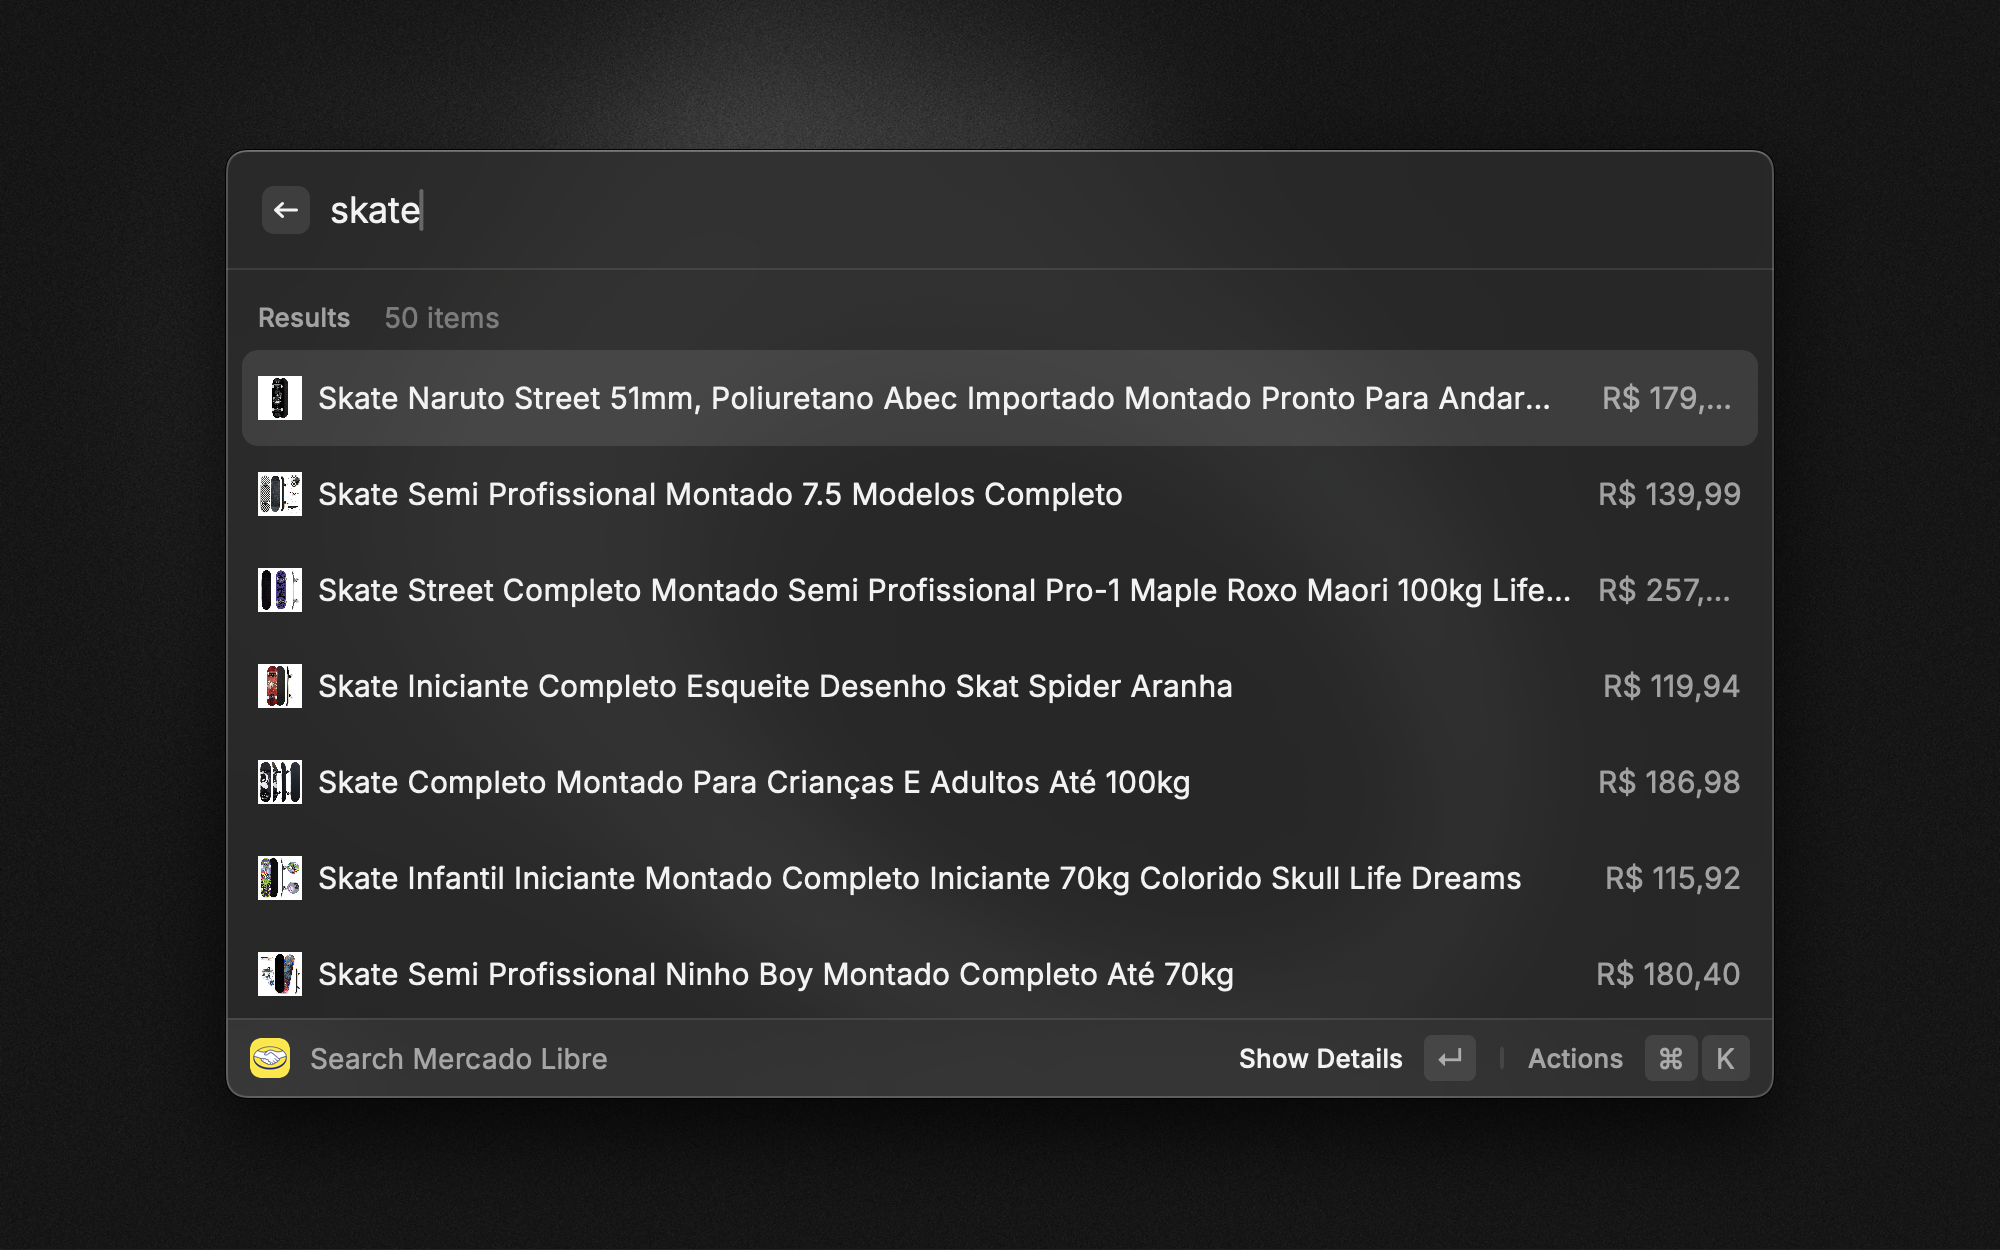 skate
Results 50 items
Skate Naruto Street 51mm, Poliuretano Abec Importado Montado Pronto Para Andar... R$ 179,...
Skate Semi Profissional Montado 7.5 Modelos Completo R$ 139,99
Skate Street Completo Montado Semi Profissional Pro-1 Maple Roxo Maori 100kg Life... R$ 257,...
Skate Iniciante Completo Esqueite Desenho Skat Spider Aranha R$ 119,94
Skate Completo Montado Para Crianças E Adultos Até 100kg R$ 186,98
Skate Infantil Iniciante Montado Completo Iniciante 70kg Colorido Skull Life Dreams R$ 115,92
Skate Semi Profissional Ninho Boy Montado Completo Até 70kg R$ 180,40
Search Mercado Libre Show Details Actions ⌘ K